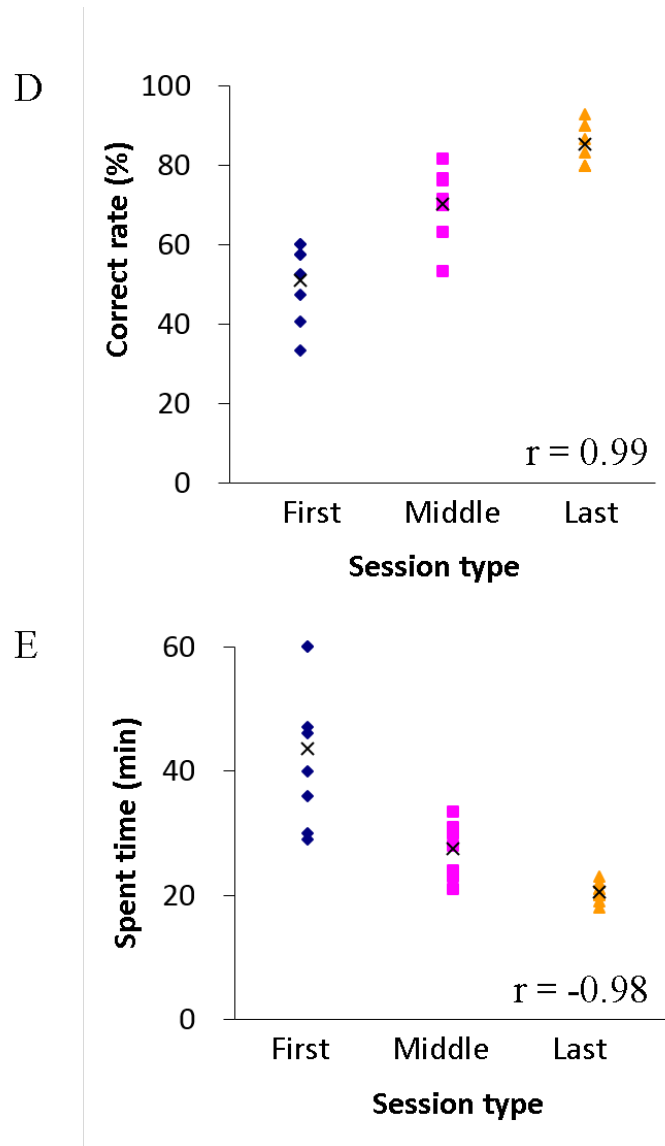 D
100
80
60
40
20
0
Correct rate (%)
r = 0.99
First Middle Last
Session type
E
60
40
20
0
Spent time (min)
r = -0.98
First Middle Last
Session type